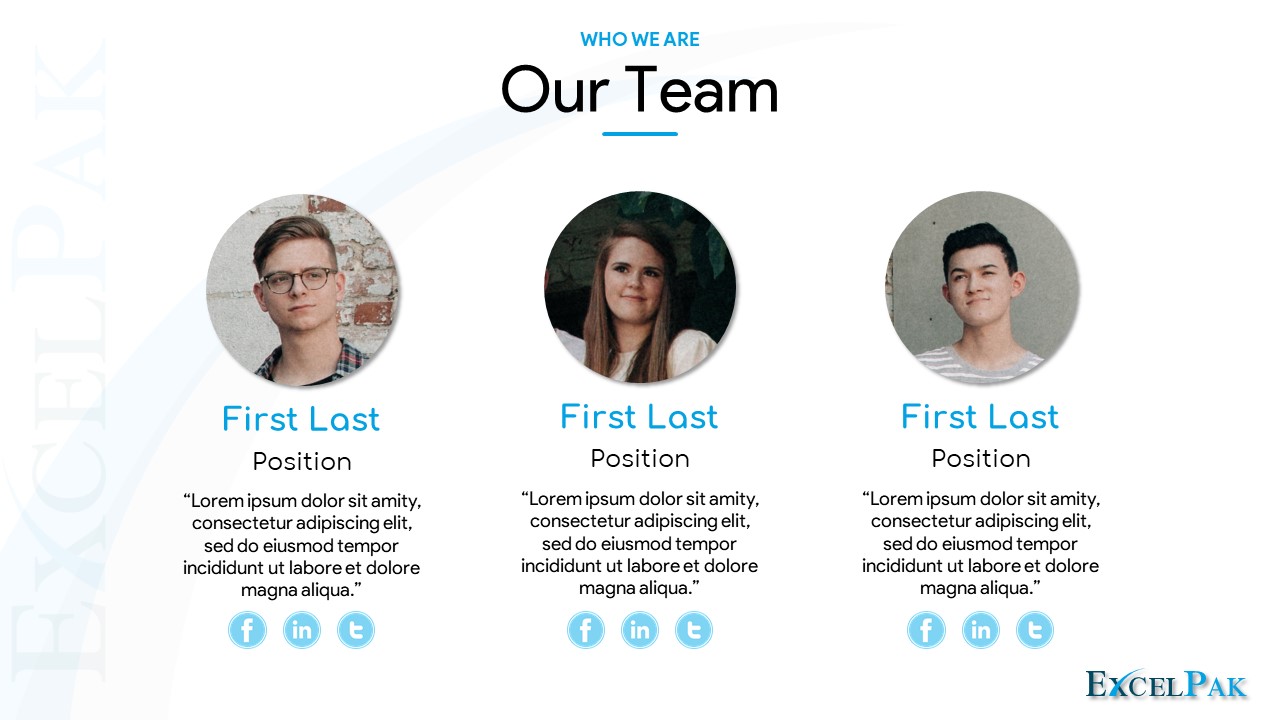 WHO WE ARE
Our Team
First Last
Position
“Lorem ipsum dolor sit amity,
consectetur adipiscing elit,
sed do eiusmod tempor
incididunt ut labore et dolore
magna aliqua.”
First Last
Position
“Lorem ipsum dolor sit amity,
consectetur adipiscing elit,
sed do eiusmod tempor
incididunt ut labore et dolore
magna aliqua.”
First Last
Position
“Lorem ipsum dolor sit amity,
consectetur adipiscing elit,
sed do eiusmod tempor
incididunt ut labore et dolore
magna aliqua.”
f in t
f in t
f in t
EXCELPAK
EXCELPAK